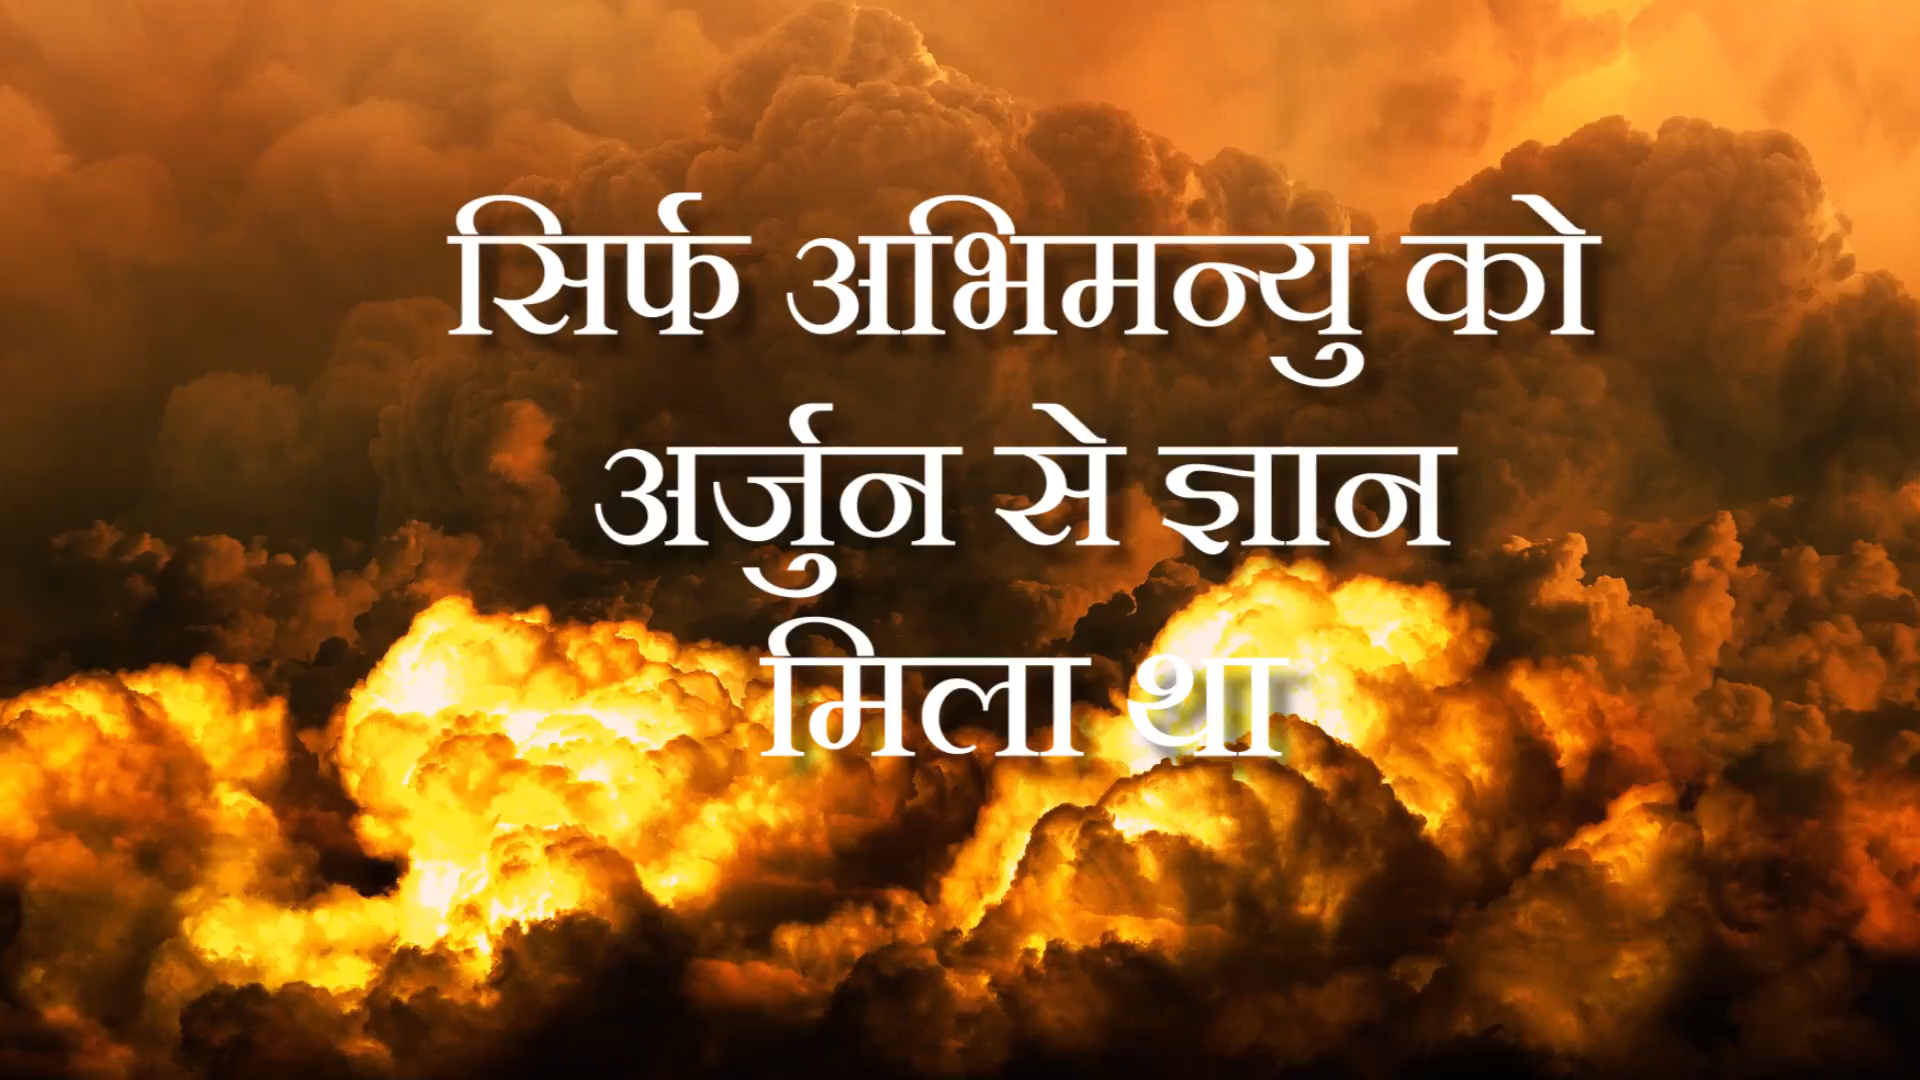 सिर्फ अभिमन्यु को
अर्जुन से ज्ञान
मिला था